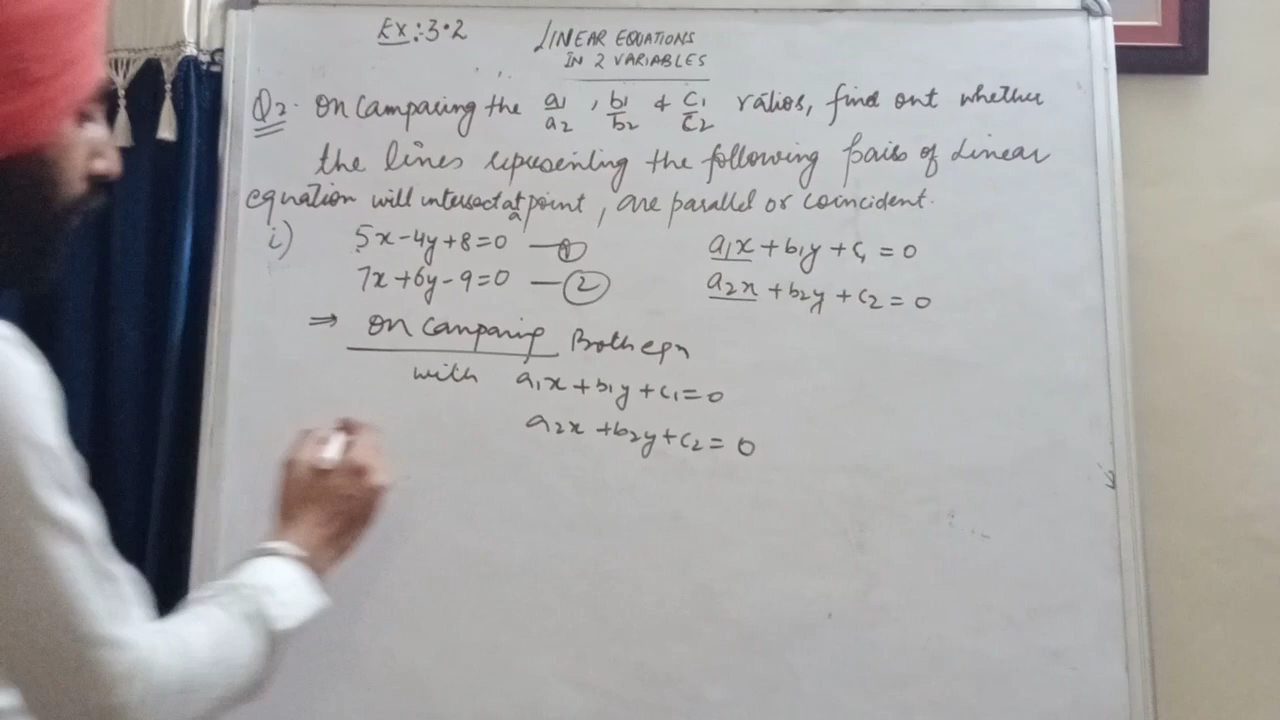 Ex:3.2
LINEAR EQUATIONS
IN 2 VARIABLES
Q2. On Camparing the a1/a2 , b1/b2 & c1/c2 ratios, find out whether
the lines representing the following pairs of Linear
equation will intersect at a point, are parallel or coincident.
i) 5x-4y+8=0 —①
7x+6y-9=0 —②
a1x+b1y+c1=0
a2x+b2y+c2=0
⇒ On Camparing Both eqn
with a1x+b1y+c1=0
a2x+b2y+c2=0